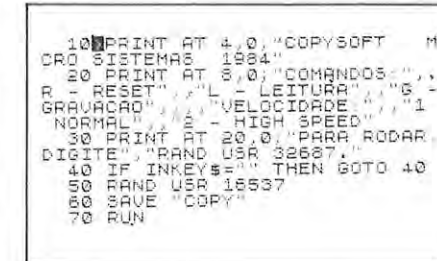 10 PRINT AT 4,0;"COPYSOFT M
CRO SISTEMAS 1984"
20 PRINT AT 8,0;"COMANDOS:",,
R - RESET",,"L - LEITURA","G -
GRAVACAO",,,"VELOCIDADE:",,"1
NORMAL",,"2 - HIGH SPEED"
30 PRINT AT 20,0;"PARA RODAR
DIGITE","RAND USR 32687."
40 IF INKEY$="" THEN GOTO 40
50 RAND USR 16537
60 SAVE "COPY"
70 RUN